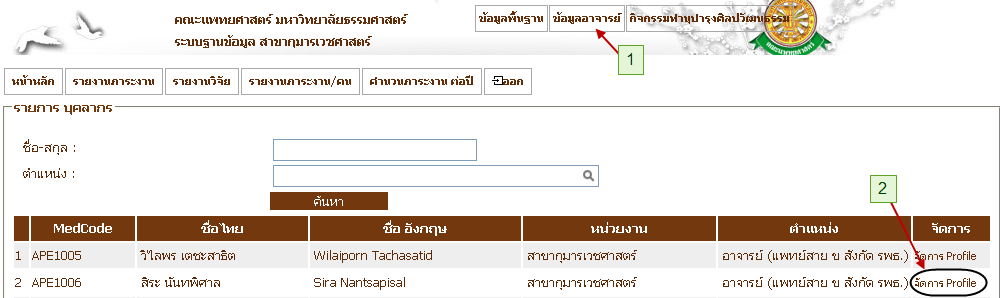 คณะแพทยศาสตร์ มหาวิทยาลัยธรรมศาสตร์
ระบบฐานข้อมูล สาขากุมารเวชศาสตร์
ข้อมูลพื้นฐาน ข้อมูลอาจารย์ กิจกรรมทำนุบำรุงศิลปวัฒนธรรม
1
หน้าหลัก รายงานภาระงาน รายงานวิจัย รายงานภาระงาน/คน คำนวนภาระงาน ต่อปี ออก
รายการ บุคลากร
ชื่อ-สกุล :
ตำแหน่ง :
ค้นหา
2
MedCode ชื่อไทย ชื่อ อังกฤษ หน่วยงาน ตำแหน่ง จัดการ
1 APE1005 วิไลพร เตชะสาธิต Wilaiporn Tachasatid สาขากุมารเวชศาสตร์ อาจารย์ (แพทย์สาย ข สังกัด รพธ.) จัดการ Profile
2 APE1006 สิระ นันทพิศาล Sira Nantsapisal สาขากุมารเวชศาสตร์ อาจารย์ (แพทย์สาย ข สังกัด รพธ.) จัดการ Profile